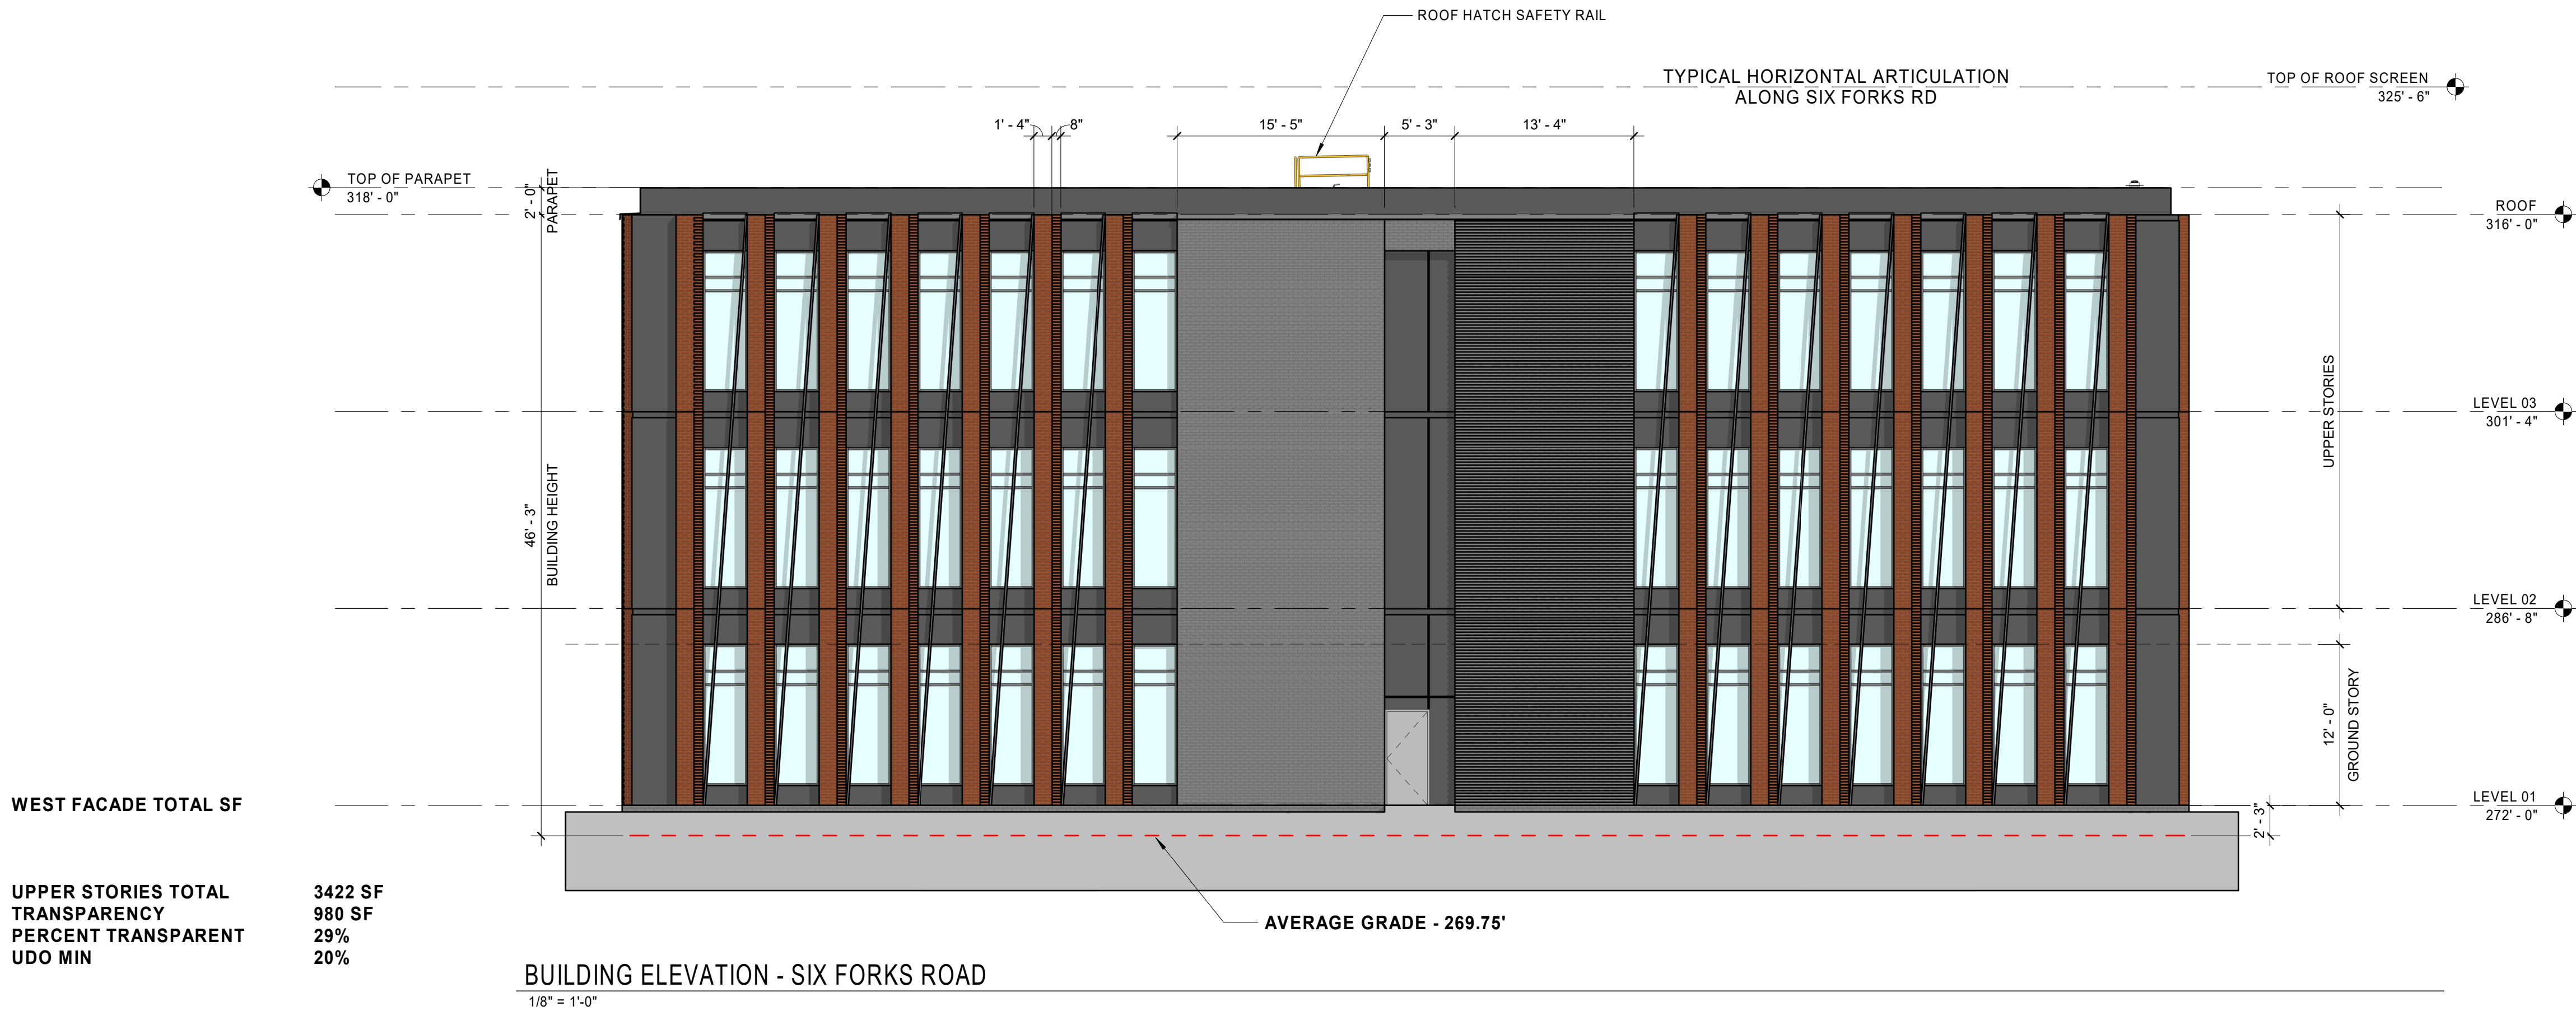 ROOF HATCH SAFETY RAIL
TYPICAL HORIZONTAL ARTICULATION
ALONG SIX FORKS RD
TOP OF ROOF SCREEN
325' - 6"
1' - 4"
8"
15' - 5"
5' - 3"
13' - 4"
TOP OF PARAPET
318' - 0"
2' - 0"
PARAPET
ROOF
316' - 0"
UPPER STORIES
LEVEL 03
301' - 4"
46' - 3"
BUILDING HEIGHT
LEVEL 02
286' - 8"
12' - 0"
GROUND STORY
LEVEL 01
272' - 0"
2' - 3"
WEST FACADE TOTAL SF
UPPER STORIES TOTAL 3422 SF
TRANSPARENCY 980 SF
PERCENT TRANSPARENT 29%
UDO MIN 20%
AVERAGE GRADE - 269.75'
BUILDING ELEVATION - SIX FORKS ROAD
1/8" = 1'-0"